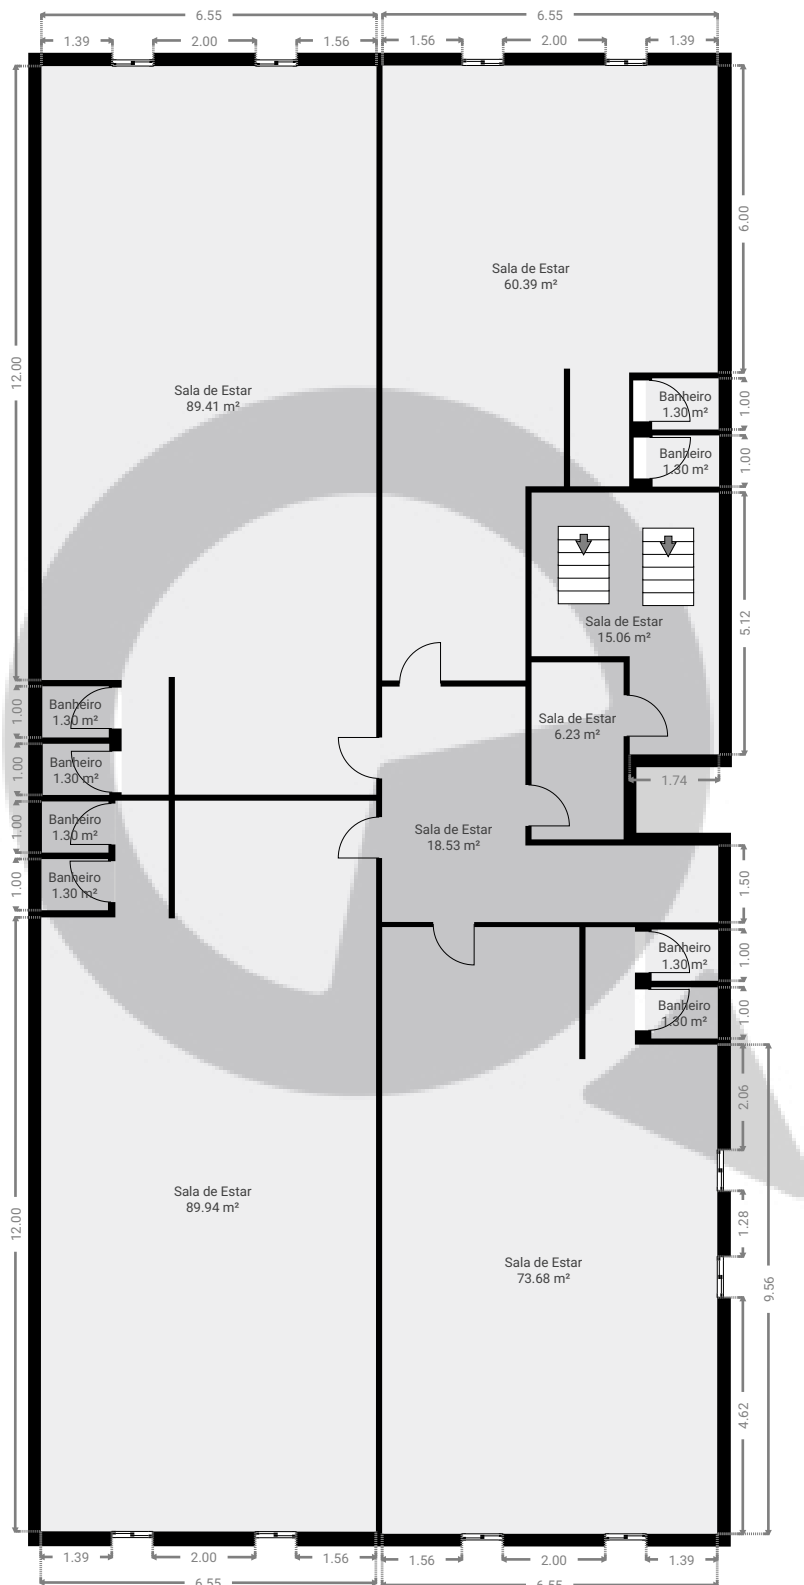 6.55
6.55
1.39
2.00
1.56
1.56
2.00
1.39
6.00
Sala de Estar
60.39 m²
12.00
Sala de Estar
89.41 m²
Banheiro
1.30 m²
1.00
Banheiro
1.30 m²
1.00
5.12
Sala de Estar
15.06 m²
1.00
Banheiro
1.30 m²
Sala de Estar
6.23 m²
1.00
Banheiro
1.30 m²
1.74
1.00
Banheiro
1.30 m²
Sala de Estar
18.53 m²
1.00
Banheiro
1.30 m²
1.50
Banheiro
1.30 m²
1.00
Banheiro
1.30 m²
1.00
2.06
Sala de Estar
89.94 m²
12.00
1.28
Sala de Estar
73.68 m²
9.56
4.62
1.39
2.00
1.56
1.56
2.00
1.39
6.55
6.55